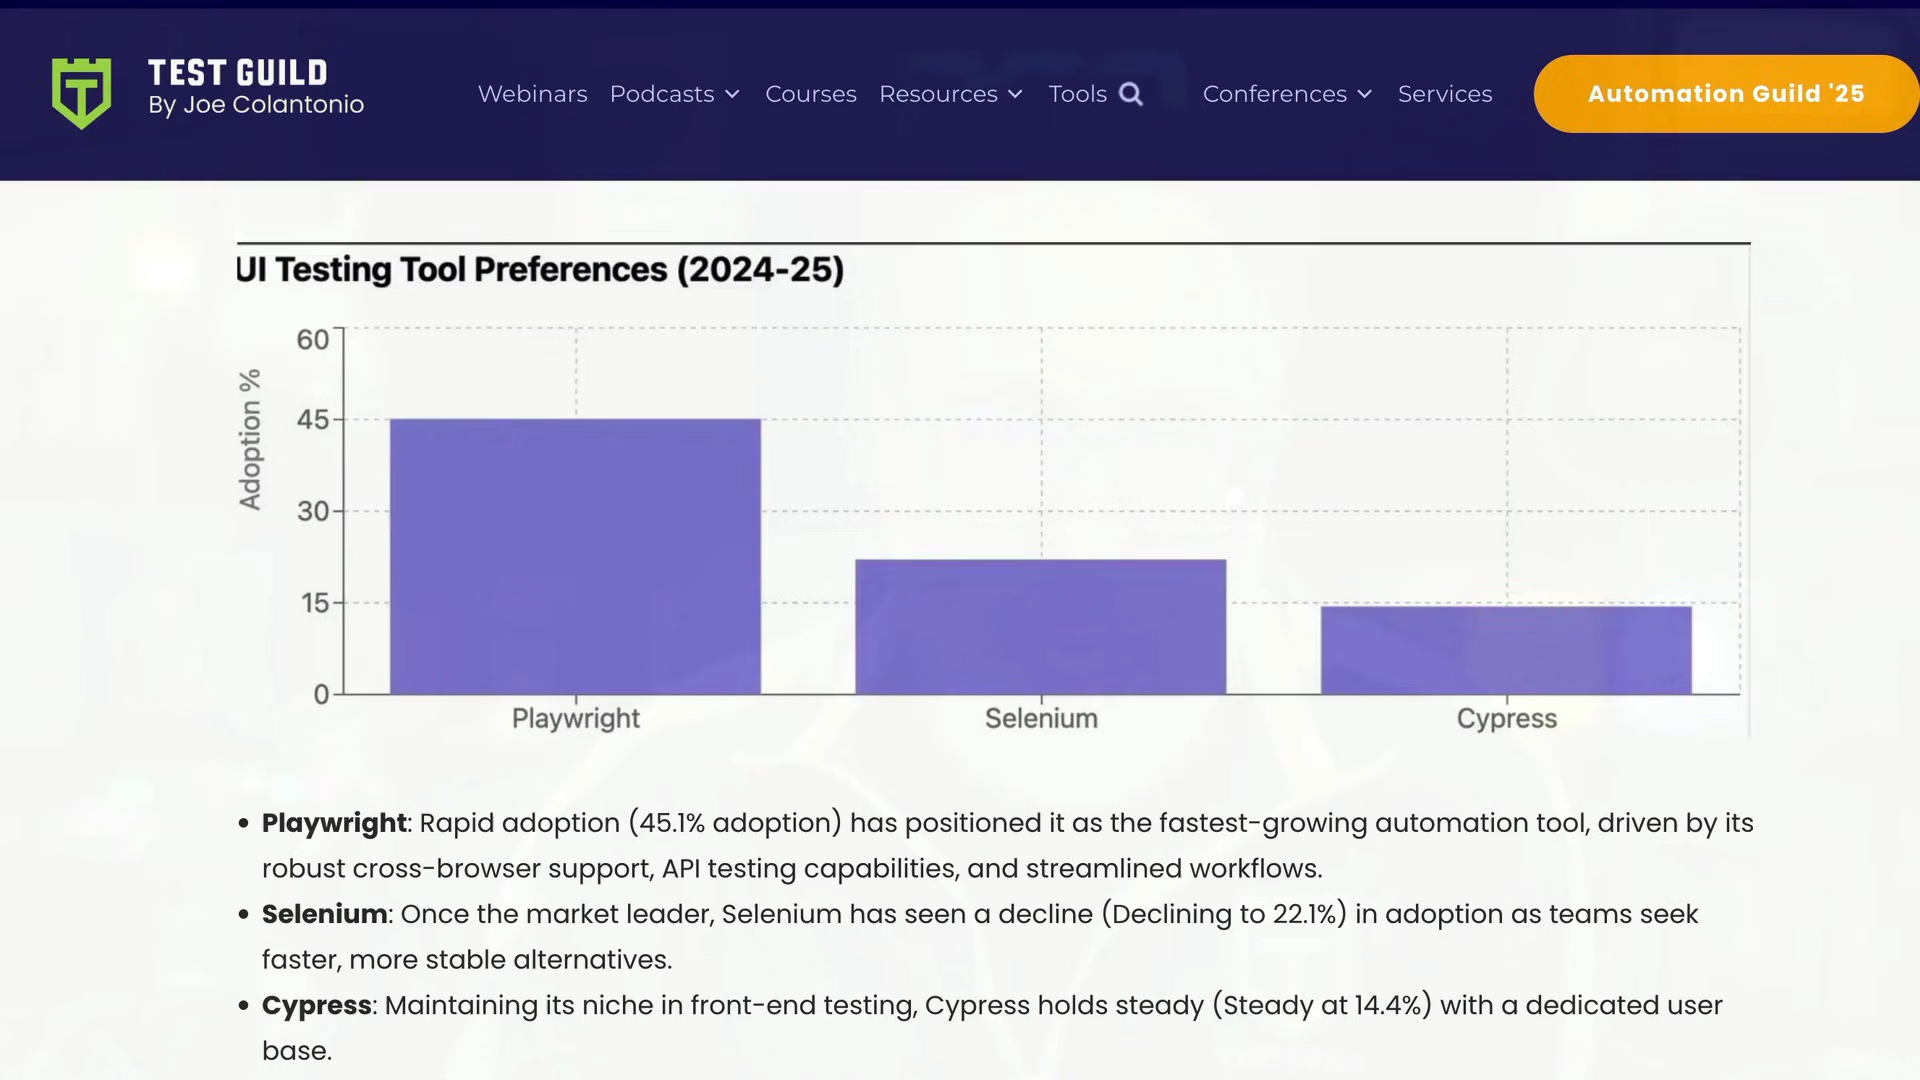 TEST GUILD
By Joe Colantonio
Webinars Podcasts Courses Resources Tools Conferences Services Automation Guild '25
UI Testing Tool Preferences (2024-25)
Adoption %
60
45
30
15
0
Playwright Selenium Cypress
• Playwright: Rapid adoption (45.1% adoption) has positioned it as the fastest-growing automation tool, driven by its
robust cross-browser support, API testing capabilities, and streamlined workflows.
• Selenium: Once the market leader, Selenium has seen a decline (Declining to 22.1%) in adoption as teams seek
faster, more stable alternatives.
• Cypress: Maintaining its niche in front-end testing, Cypress holds steady (Steady at 14.4%) with a dedicated user
base.